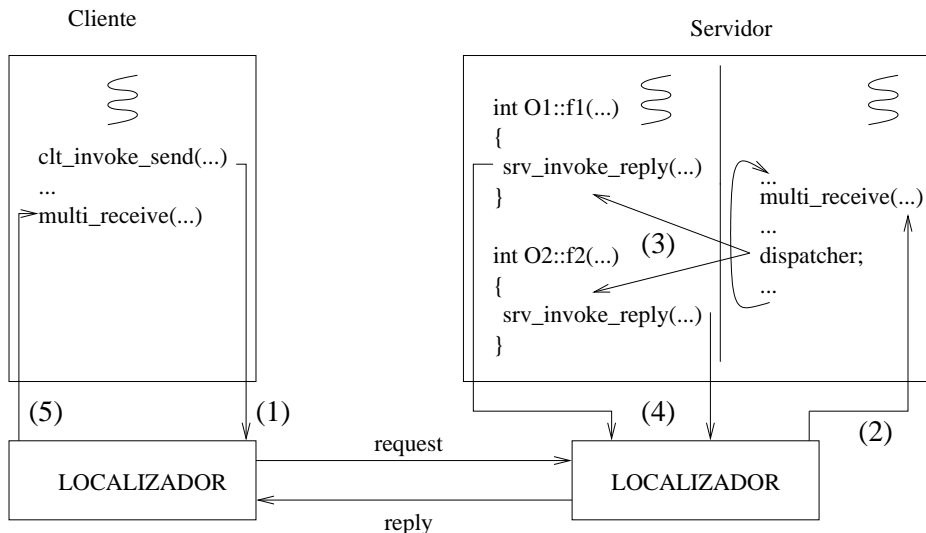 Cliente
clt_invoke_send(...)
...
multi_receive(...)
Servidor
int O1::f1(...)
{
srv_invoke_reply(...)
}
int O2::f2(...)
{
srv_invoke_reply(...)
}
...
multi_receive(...)
...
dispatcher;
...
(3)
(5)
(1)
(4)
(2)
LOCALIZADOR
request
reply
LOCALIZADOR